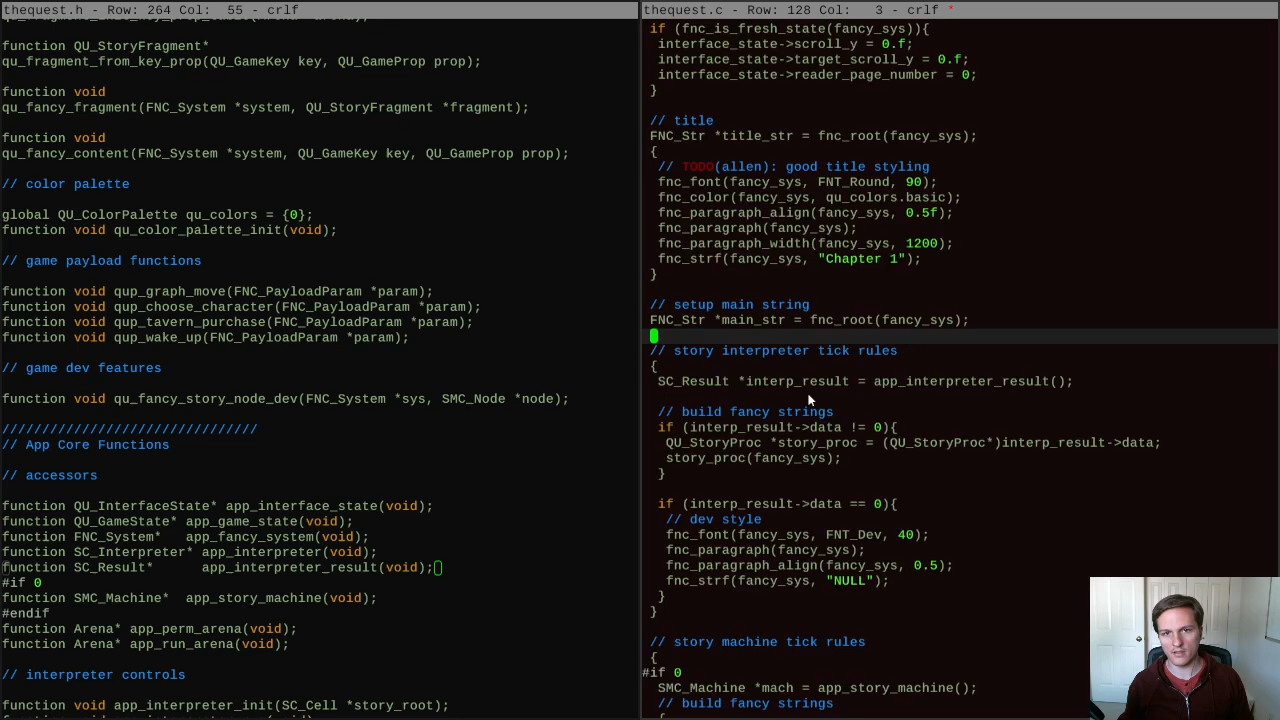 thequest.h - Row: 264 Col:  55 - crlf
function QU_StoryFragment*
qu_fragment_from_key_prop(QU_GameKey key, QU_GameProp prop);
function void
qu_fancy_fragment(FNC_System *system, QU_StoryFragment *fragment);
function void
qu_fancy_content(FNC_System *system, QU_GameKey key, QU_GameProp prop);
// color palette
global QU_ColorPalette qu_colors = {0};
function void qu_color_palette_init(void);
// game payload functions
function void qup_graph_move(FNC_PayloadParam *param);
function void qup_choose_character(FNC_PayloadParam *param);
function void qup_tavern_purchase(FNC_PayloadParam *param);
function void qup_wake_up(FNC_PayloadParam *param);
// game dev features
function void qu_fancy_story_node_dev(FNC_System *sys, SMC_Node *node);
////////////////////////////////
// App Core Functions
// accessors
function QU_InterfaceState* app_interface_state(void);
function QU_GameState* app_game_state(void);
function FNC_System*   app_fancy_system(void);
function SC_Interpreter* app_interpreter(void);
function SC_Result*      app_interpreter_result(void);
#if 0
function SMC_Machine*  app_story_machine(void);
#endif
function Arena* app_perm_arena(void);
function Arena* app_run_arena(void);
// interpreter controls
function void app_interpreter_init(SC_Cell *story_root);
thequest.c - Row: 128 Col:   3 - crlf *
if (fnc_is_fresh_state(fancy_sys)){
interface_state->scroll_y = 0.f;
interface_state->target_scroll_y = 0.f;
interface_state->reader_page_number = 0;
}
// title
FNC_Str *title_str = fnc_root(fancy_sys);
{
// TODO(allen): good title styling
fnc_font(fancy_sys, FNT_Round, 90);
fnc_color(fancy_sys, qu_colors.basic);
fnc_paragraph_align(fancy_sys, 0.5f);
fnc_paragraph(fancy_sys);
fnc_paragraph_width(fancy_sys, 1200);
fnc_strf(fancy_sys, "Chapter 1");
}
// setup main string
FNC_Str *main_str = fnc_root(fancy_sys);
// story interpreter tick rules
{
SC_Result *interp_result = app_interpreter_result();
// build fancy strings
if (interp_result->data != 0){
QU_StoryProc *story_proc = (QU_StoryProc*)interp_result->data;
story_proc(fancy_sys);
}
if (interp_result->data == 0){
// dev style
fnc_font(fancy_sys, FNT_Dev, 40);
fnc_paragraph(fancy_sys);
fnc_paragraph_align(fancy_sys, 0.5);
fnc_strf(fancy_sys, "NULL");
}
}
// story machine tick rules
{
#if 0
SMC_Machine *mach = app_story_machine();
// build fancy strings